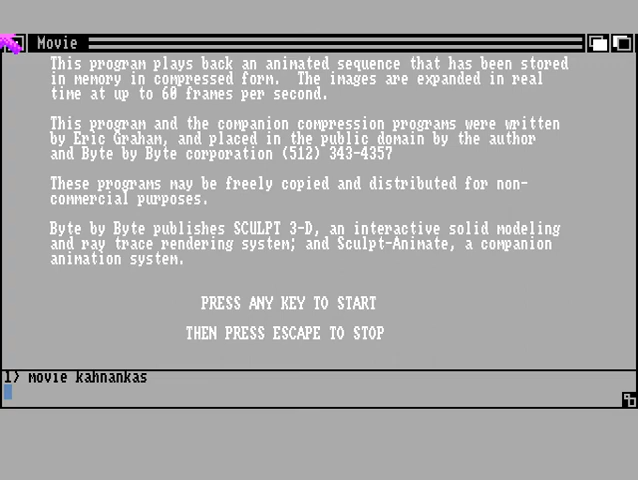 Movie
This program plays back an animated sequence that has been stored
in memory in compressed form. The images are expanded in real
time at up to 60 frames per second.
This program and the companion compression programs were written
by Eric Graham, and placed in the public domain by the author
and Byte by Byte corporation (512) 343-4357
These programs may be freely copied and distributed for non-
commercial purposes.
Byte by Byte publishes SCULPT 3-D, an interactive solid modeling
and ray trace rendering system; and Sculpt-Animate, a companion
animation system.
PRESS ANY KEY TO START
THEN PRESS ESCAPE TO STOP
1> movie kahnankas